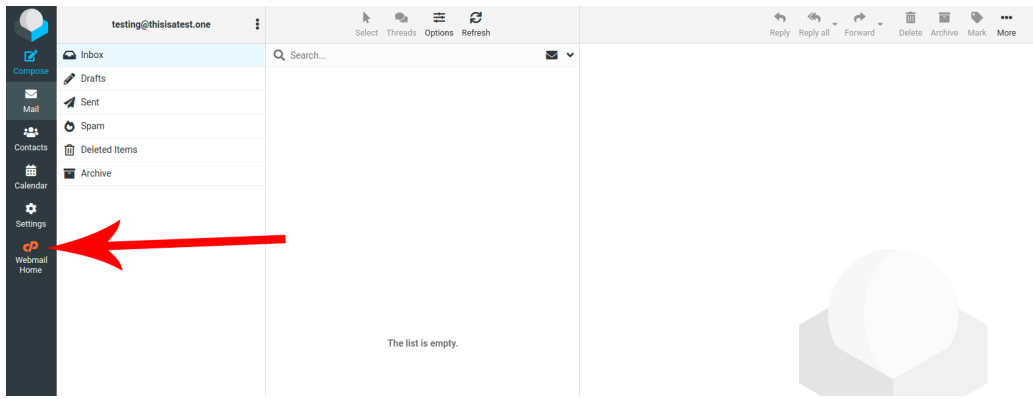 testing@thisisatest.one
Select Threads Options Refresh
Reply Reply all Forward Delete Archive Mark More
Compose
Mail
Contacts
Calendar
Settings
cP
Webmail
Home
Inbox
Drafts
Sent
Spam
Deleted Items
Archive
Search...
The list is empty.